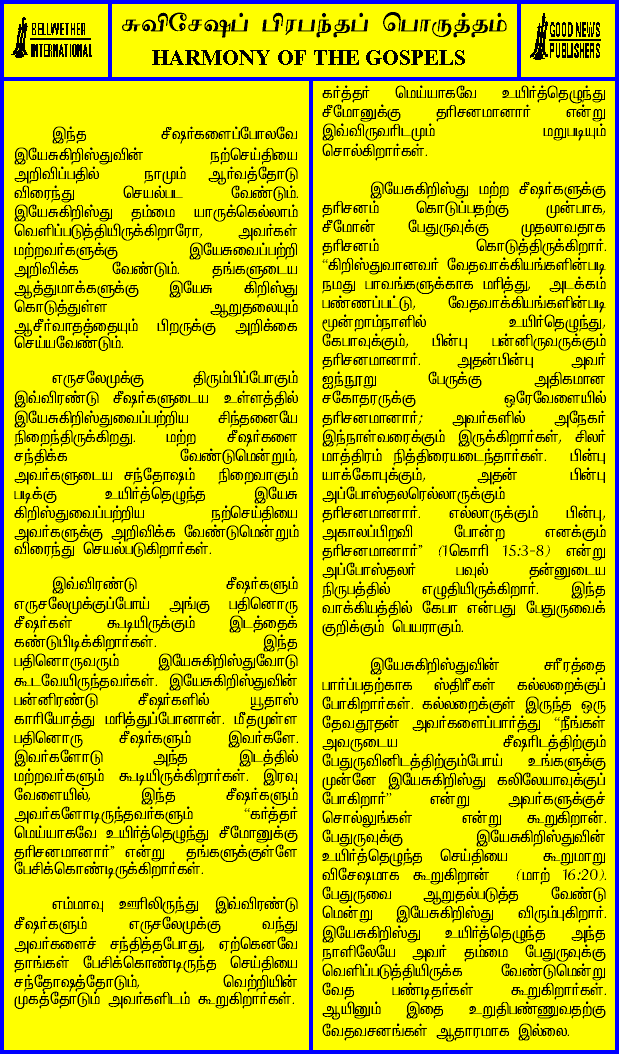 BELLWETHER
INTERNATIONAL
சுவிசேஷப் பிரபந்தப் பொருத்தம்
HARMONY OF THE GOSPELS
GOOD NEWS
PUBLISHERS
இந்த சீஷர்களைப்போலவே
இயேசுகிறிஸ்துவின் நற்செய்தியை
அறிவிப்பதில் நாமும் ஆர்வத்தோடு
விரைந்து செயல்பட வேண்டும்.
இயேசுகிறிஸ்து தம்மை யாருக்கெல்லாம்
வெளிப்படுத்தியிருக்கிறாரோ, அவர்கள்
மற்றவர்களுக்கு இயேசுவைப்பற்றி
அறிவிக்க வேண்டும். தங்களுடைய
ஆத்துமாக்களுக்கு இயேசு கிறிஸ்து
கொடுத்துள்ள ஆறுதலையும்
ஆசீர்வாதத்தையும் பிறருக்கு அறிக்கை
செய்யவேண்டும்.
எருசலேமுக்கு திரும்பிப்போகும்
இவ்விரண்டு சீஷர்களுடைய உள்ளத்தில்
இயேசுகிறிஸ்துவைப்பற்றிய சிந்தனையே
நிறைந்திருக்கிறது. மற்ற சீஷர்களை
சந்திக்க வேண்டுமென்றும்,
அவர்களுடைய சந்தோஷம் நிறைவாகும்
படிக்கு உயிர்த்தெழுந்த இயேசு
கிறிஸ்துவைப்பற்றிய நற்செய்தியை
அவர்களுக்கு அறிவிக்க வேண்டுமென்றும்
விரைந்து செயல்படுகிறார்கள்.
இவ்விரண்டு சீஷர்களும்
எருசலேமுக்குப்போய் அங்கு பதினொரு
சீஷர்கள் கூடியிருக்கும் இடத்தைக்
கண்டுபிடிக்கிறார்கள். இந்த
பதினொருவரும் இயேசுகிறிஸ்துவோடு
கூடவேயிருந்தவர்கள். இயேசுகிறிஸ்துவின்
பன்னிரண்டு சீஷர்களில் யூதாஸ்
காரியோத்து மரித்துப்போனான். மீதமுள்ள
பதினொரு சீஷர்களும் இவர்களே.
இவர்களோடு அந்த இடத்தில்
மற்றவர்களும் கூடியிருக்கிறார்கள். இரவு
வேளையில், இந்த சீஷர்களும்
அவர்களோடிருந்தவர்களும் “கர்த்தர்
மெய்யாகவே உயிர்த்தெழுந்து சீமோனுக்கு
தரிசனமானார்” என்று தங்களுக்குள்ளே
பேசிக்கொண்டிருக்கிறார்கள்.
எம்மாவு ஊரிலிருந்து இவ்விரண்டு
சீஷர்களும் எருசலேமுக்கு வந்து
அவர்களைச் சந்தித்தபோது, ஏற்கெனவே
தாங்கள் பேசிக்கொண்டிருந்த செய்தியை
சந்தோஷத்தோடும், வெற்றியின்
முகத்தோடும் அவர்களிடம் கூறுகிறார்கள்.
கர்த்தர் மெய்யாகவே உயிர்த்தெழுந்து
சீமோனுக்கு தரிசனமானார் என்று
இவ்விருவரிடமும் மறுபடியும்
சொல்கிறார்கள்.
இயேசுகிறிஸ்து மற்ற சீஷர்களுக்கு
தரிசனம் கொடுப்பதற்கு முன்பாக,
சீமோன் பேதுருவுக்கு முதலாவதாக
தரிசனம் கொடுத்திருக்கிறார்.
“கிறிஸ்துவானவர் வேதவாக்கியங்களின்படி
நமது பாவங்களுக்காக மரித்து, அடக்கம்
பண்ணப்பட்டு, வேதவாக்கியங்களின்படி
மூன்றாம்நாளில் உயிர்தெழுந்து,
கேபாவுக்கும், பின்பு பன்னிருவருக்கும்
தரிசனமானார். அதன்பின்பு அவர்
ஐந்நூறு பேருக்கு அதிகமான
சகோதரருக்கு ஒரேவேளையில்
தரிசனமானார்; அவர்களில் அநேகர்
இந்நாள்வரைக்கும் இருக்கிறார்கள், சிலர்
மாத்திரம் நித்திரையடைந்தார்கள். பின்பு
யாக்கோபுக்கும், அதன் பின்பு
அப்போஸ்தலரெல்லாருக்கும்
தரிசனமானார். எல்லாருக்கும் பின்பு,
அகாலப்பிறவி போன்ற எனக்கும்
தரிசனமானார்” (1கொரி 15:3-8) என்று
அப்போஸ்தலர் பவுல் தன்னுடைய
நிருபத்தில் எழுதியிருக்கிறார். இந்த
வாக்கியத்தில் கேபா என்பது பேதுருவைக்
குறிக்கும் பெயராகும்.
இயேசுகிறிஸ்துவின் சரீரத்தை
பார்ப்பதற்காக ஸ்திரீகள் கல்லறைக்குப்
போகிறார்கள். கல்லறைக்குள் இருந்த ஒரு
தேவதூதன் அவர்களைப்பார்த்து “நீங்கள்
அவருடைய சீஷரிடத்திற்கும்
பேதுருவினிடத்திற்கும்போய் உங்களுக்கு
முன்னே இயேசுகிறிஸ்து கலிலேயாவுக்குப்
போகிறார்” என்று அவர்களுக்குச்
சொல்லுங்கள் என்று கூறுகிறான்.
பேதுருவுக்கு இயேசுகிறிஸ்துவின்
உயிர்த்தெழுந்த செய்தியை கூறுமாறு
விசேஷமாக கூறுகிறான் (மாற் 16:20).
பேதுருவை ஆறுதல்படுத்த வேண்டு
மென்று இயேசுகிறிஸ்து விரும்புகிறார்.
இயேசுகிறிஸ்து உயிர்த்தெழுந்த அந்த
நாளிலேயே அவர் தம்மை பேதுருவுக்கு
வெளிப்படுத்தியிருக்க வேண்டுமென்று
வேத பண்டிதர்கள் கூறுகிறார்கள்.
ஆயினும் இதை உறுதிபண்ணுவதற்கு
வேதவசனங்கள் ஆதாரமாக இல்லை.